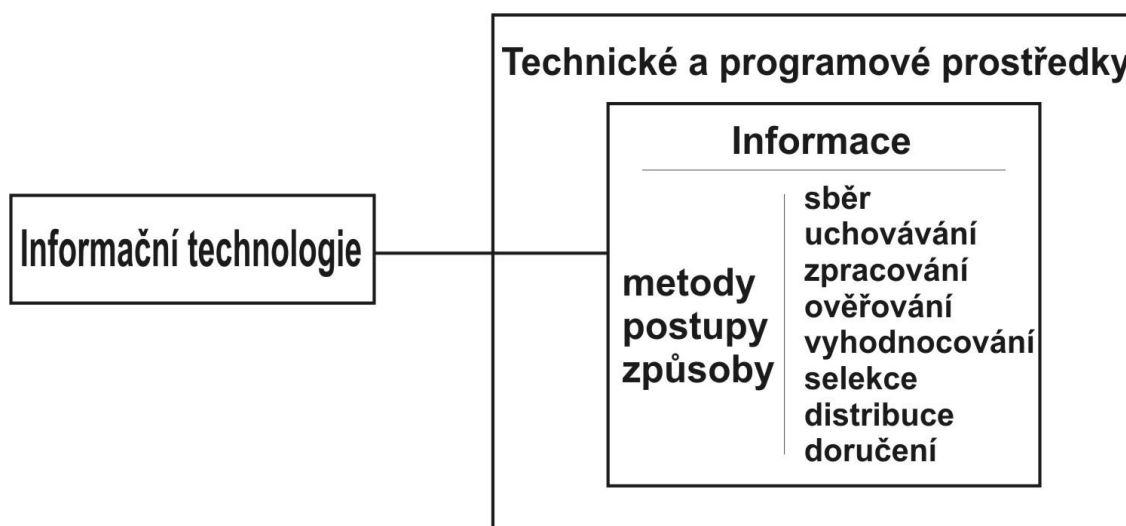 Technické a programové prostředky
Informace
Informační technologie
metody
postupy
způsoby
sběr
uchovávání
zpracování
ověřování
vyhodnocování
selekce
distribuce
doručení